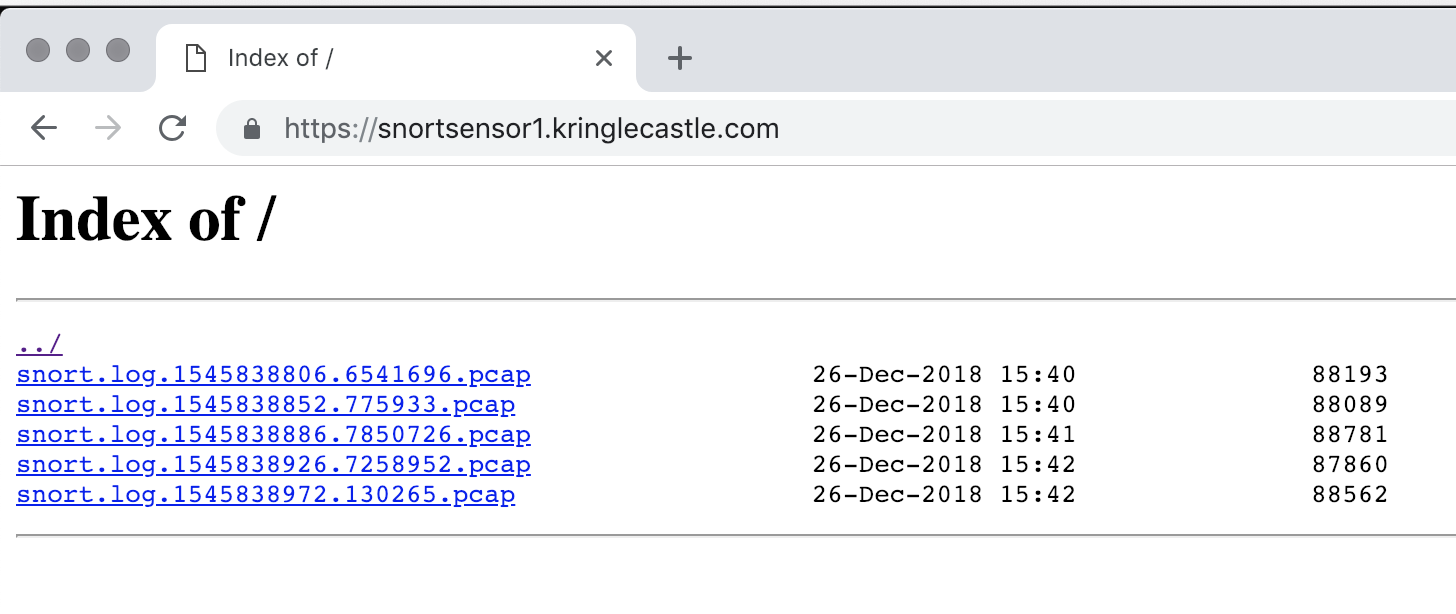 Index of /
https://snortsensor1.kringlecastle.com
Index of /
../
snort.log.1545838806.6541696.pcap 26-Dec-2018 15:40 88193
snort.log.1545838852.775933.pcap 26-Dec-2018 15:40 88089
snort.log.1545838886.7850726.pcap 26-Dec-2018 15:41 88781
snort.log.1545838926.7258952.pcap 26-Dec-2018 15:42 87860
snort.log.1545838972.130265.pcap 26-Dec-2018 15:42 88562